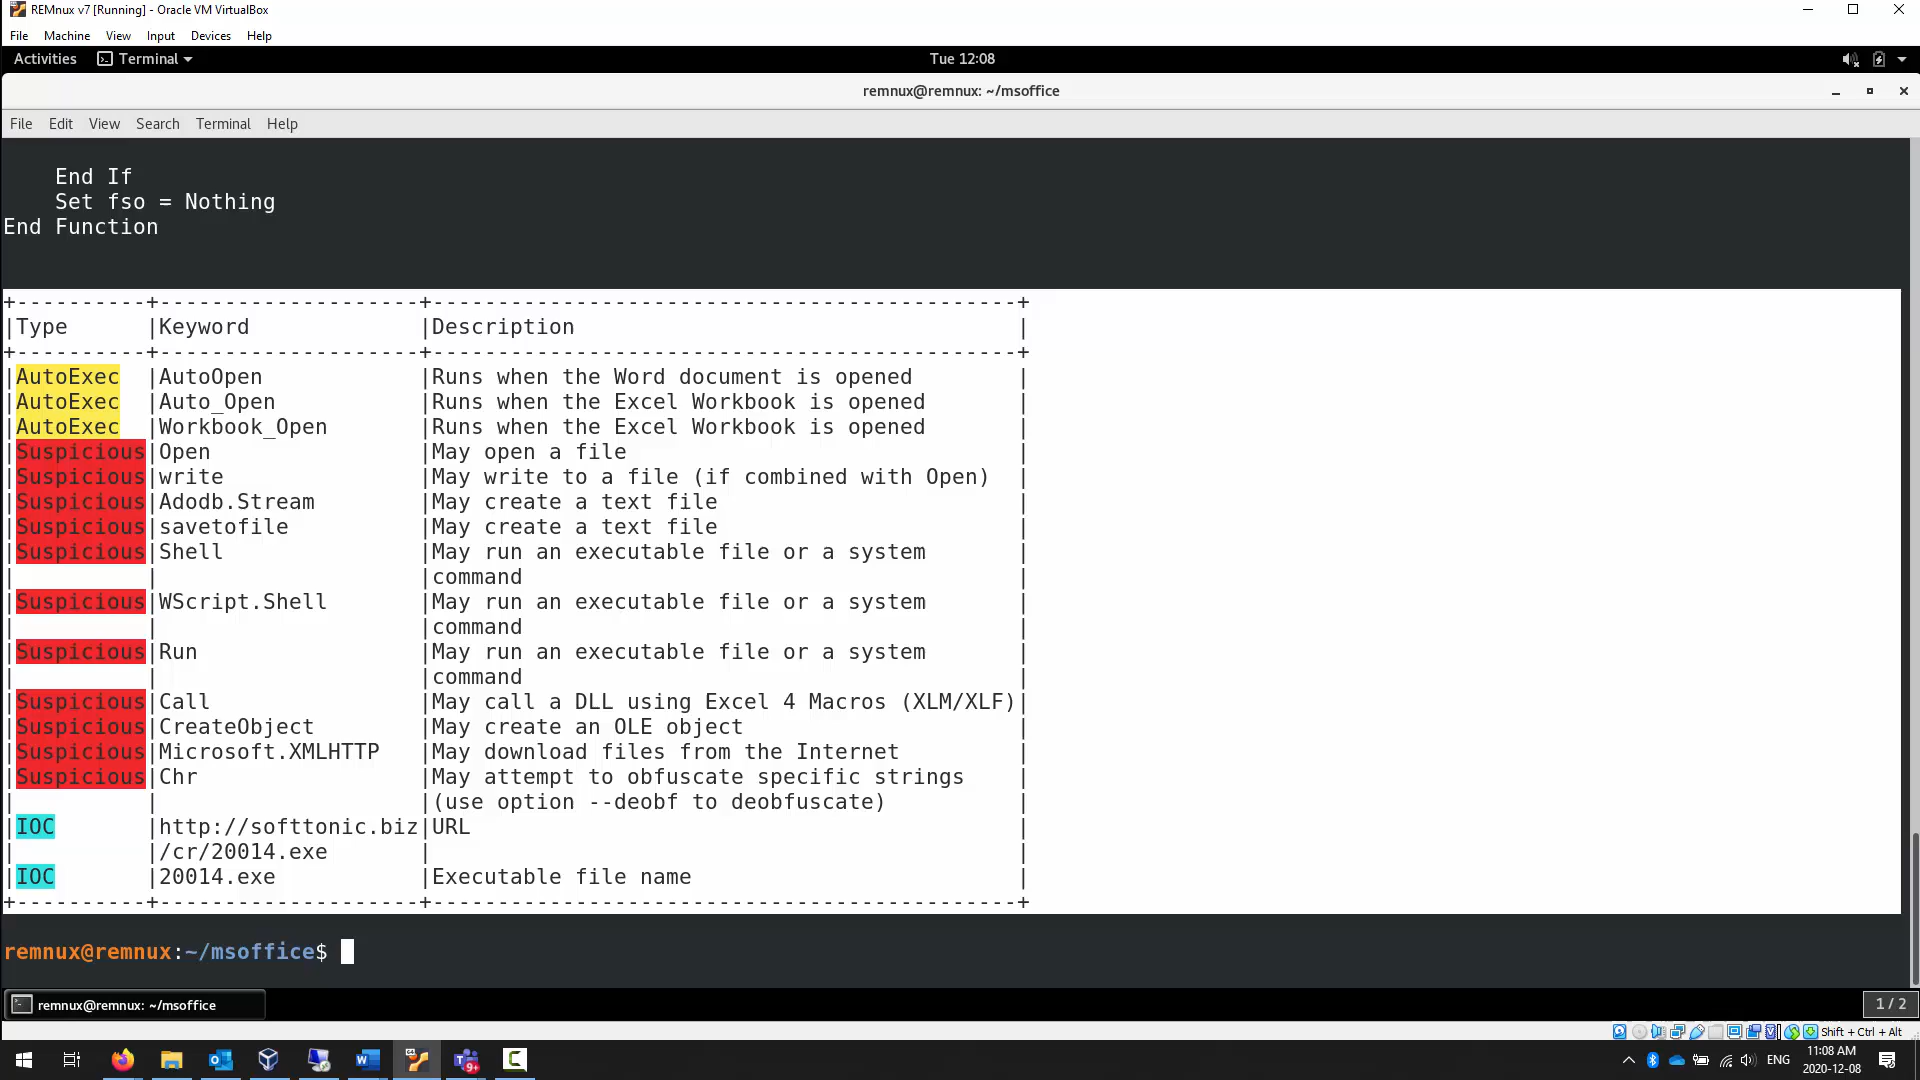 REMnux v7 [Running] - Oracle VM VirtualBox
File Machine View Input Devices Help
Activities Terminal Tue 12:08
remnux@remnux: ~/msoffice
File Edit View Search Terminal Help
End If
Set fso = Nothing
End Function
+----------+--------------------+---------------------------------------------+
|Type |Keyword |Description |
+----------+--------------------+---------------------------------------------+
|AutoExec |AutoOpen |Runs when the Word document is opened |
|AutoExec |Auto_Open |Runs when the Excel Workbook is opened |
|AutoExec |Workbook_Open |Runs when the Excel Workbook is opened |
|Suspicious|Open |May open a file |
|Suspicious|write |May write to a file (if combined with Open) |
|Suspicious|Adodb.Stream |May create a text file |
|Suspicious|savetofile |May create a text file |
|Suspicious|Shell |May run an executable file or a system |
| | |command |
|Suspicious|WScript.Shell |May run an executable file or a system |
| | |command |
|Suspicious|Run |May run an executable file or a system |
| | |command |
|Suspicious|Call |May call a DLL using Excel 4 Macros (XLM/XLF)|
|Suspicious|CreateObject |May create an OLE object |
|Suspicious|Microsoft.XMLHTTP |May download files from the Internet |
|Suspicious|Chr |May attempt to obfuscate specific strings |
| | |(use option --deobf to deobfuscate) |
|IOC |http://softtonic.biz|URL |
| |/cr/20014.exe | |
|IOC |20014.exe |Executable file name |
+----------+--------------------+---------------------------------------------+
remnux@remnux:~/msoffice$
remnux@remnux: ~/msoffice 1 / 2
Shift + Ctrl + Alt
9+ ENG 11:08 AM
2020-12-08